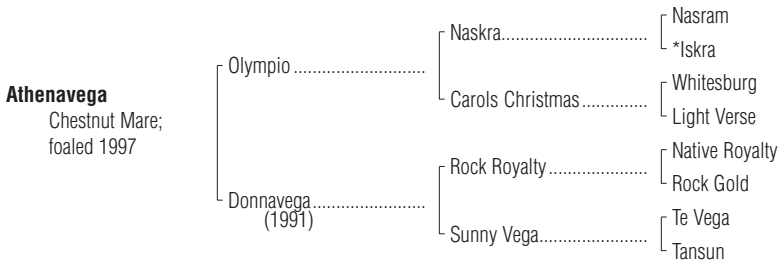 Nasram
Naskra
*Iskra
Olympio
Whitesburg
Carols Christmas
Light Verse
Athenavega
Chestnut Mare;
foaled 1997
Native Royalty
Rock Royalty
Rock Gold
Donnavega
(1991)
Te Vega
Sunny Vega
Tansun